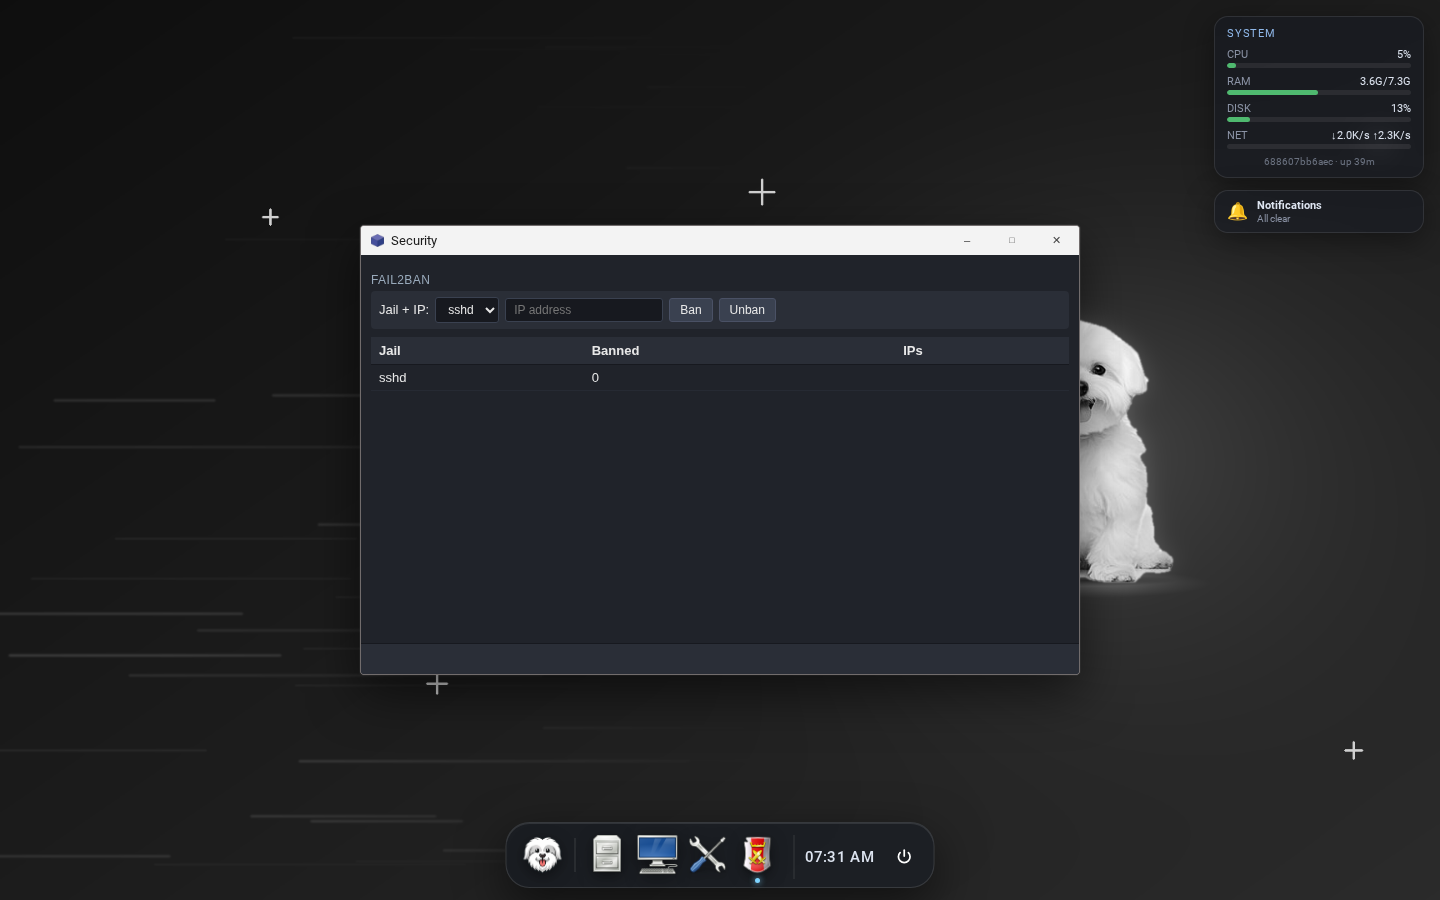 SYSTEM
CPU 5%
RAM 3.6G/7.3G
DISK 13%
NET ↓2.0K/s ↑2.3K/s
688607bb6aec · up 39m
Notifications
All clear
Security
FAIL2BAN
Jail + IP: sshd IP address Ban Unban
Jail Banned IPs
sshd 0
07:31 AM